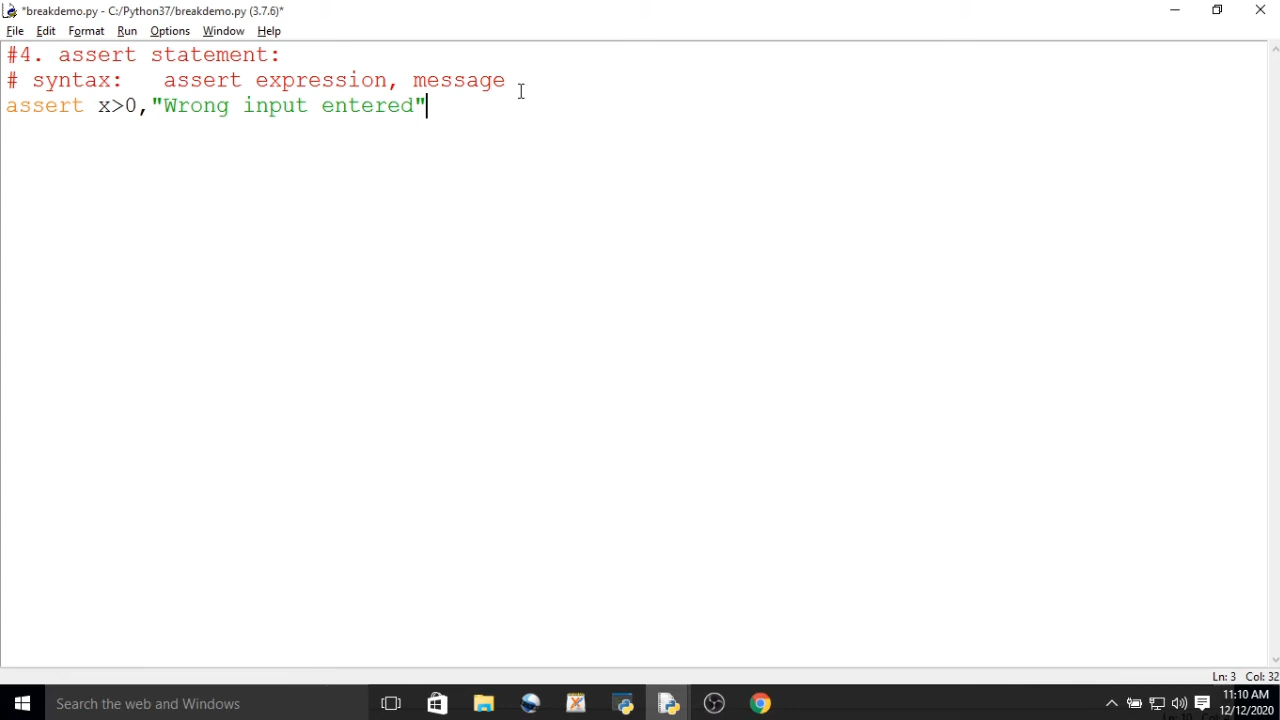 *breakdemo.py - C:/Python37/breakdemo.py (3.7.6)*
File Edit Format Run Options Window Help
#4. assert statement:
# syntax:   assert expression, message
assert x>0,"Wrong input entered"
Ln: 3 Col: 32
Search the web and Windows
11:10 AM
12/12/2020